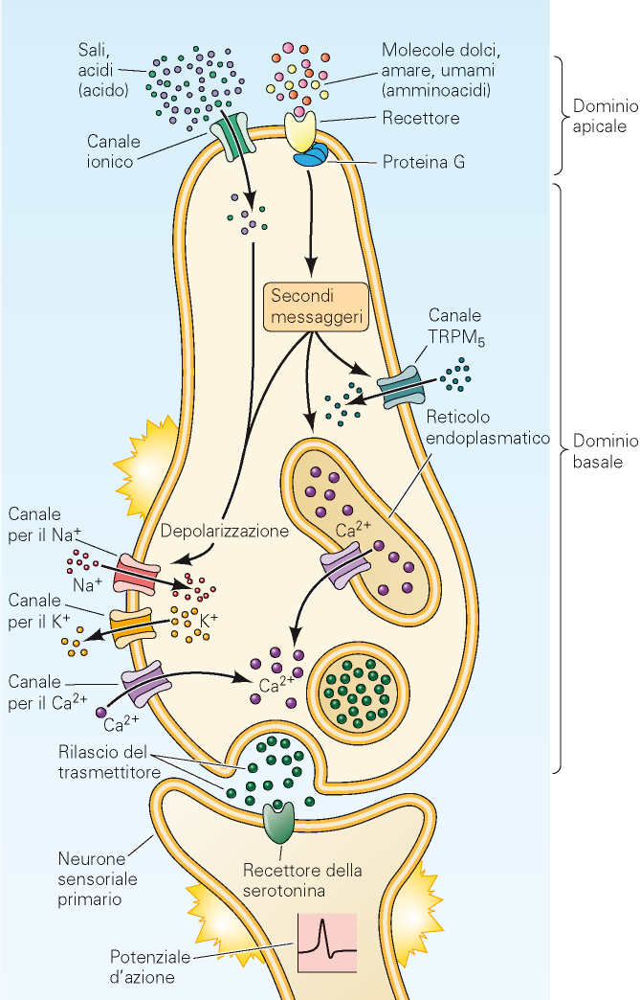 Sali,
acidi
(acido)
Molecole dolci,
amare, umami
(amminoacidi)
Dominio
apicale
Recettore
Canale
ionico
Proteina G
Secondi
messaggeri
Canale
TRPM5
Reticolo
endoplasmatico
Dominio
basale
Canale
per il Na+
Depolarizzazione
Ca2+
Na+
Canale
per il K+
K+
Canale
per il Ca2+
Ca2+
Ca2+
Rilascio del
trasmettitore
Neurone
sensoriale
primario
Recettore della
serotonina
Potenziale
d'azione